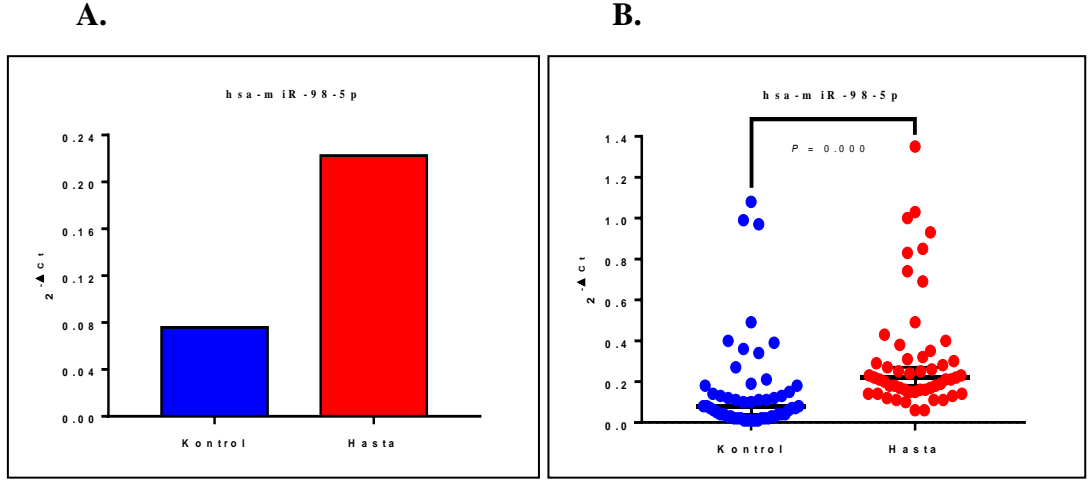 A.
hsa-miR-98-5p
2^-ΔCt
0.24
0.20
0.16
0.12
0.08
0.04
0.00
Kontrol Hasta
B.
hsa-miR-98-5p
P = 0.000
2^-ΔCt
1.4
1.2
1.0
0.8
0.6
0.4
0.2
0.0
Kontrol Hasta